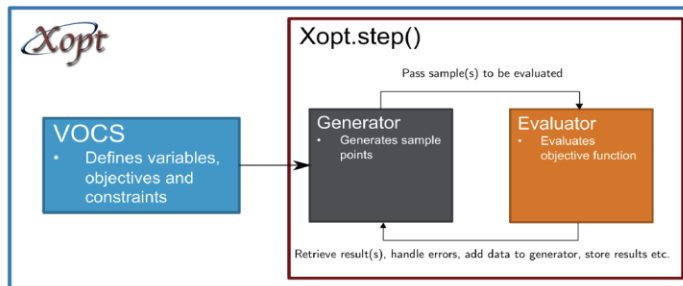 Xopt
Xopt.step()
Pass sample(s) to be evaluated
VOCS
• Defines variables,
objectives and
constraints
Generator
• Generates sample
points
Evaluator
• Evaluates
objective function
Retrieve result(s), handle errors, add data to generator, store results etc.